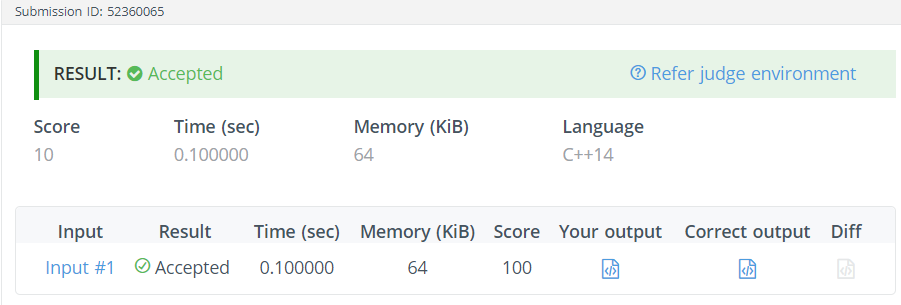 Submission ID: 52360065
RESULT: Accepted Refer judge environment
Score Time (sec) Memory (KiB) Language
10 0.100000 64 C++14
Input Result Time (sec) Memory (KiB) Score Your output Correct output Diff
Input #1 Accepted 0.100000 64 100